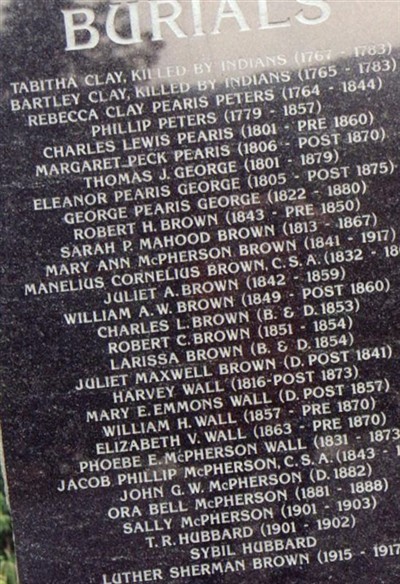 BURIALS
TABITHA CLAY, KILLED BY INDIANS (1767 - 1783)
BARTLEY CLAY, KILLED BY INDIANS (1765 - 1783)
REBECCA CLAY PEARIS PETERS (1764 - 1844)
PHILLIP PETERS (1779 - 1857)
CHARLES LEWIS PEARIS (1801 - PRE 1860)
MARGARET PECK PEARIS (1806 - POST 1870)
THOMAS J. GEORGE (1801 - 1879)
ELEANOR PEARIS GEORGE (1805 - POST 1875)
GEORGE PEARIS GEORGE (1822 - 1880)
ROBERT H. BROWN (1843 - PRE 1850)
SARAH P. MAHOOD BROWN (1813 - 1867)
MARY ANN McPHERSON BROWN (1841 - 1917)
MANELIUS CORNELIUS BROWN, C.S.A. (1832 -
JULIET A. BROWN (1842 - 1859)
WILLIAM A. W. BROWN (1849 - POST 1860)
CHARLES L. BROWN (B. & D. 1853)
ROBERT C. BROWN (1851 - 1854)
LARISSA BROWN (B. & D. 1854)
JULIET MAXWELL BROWN (D. POST 1841)
HARVEY WALL (1816-POST 1873)
MARY E. EMMONS WALL (D. POST 1857)
WILLIAM H. WALL (1857 - PRE 1870)
ELIZABETH V. WALL (1863 - PRE 1870)
PHOEBE E. McPHERSON WALL (1831 - 1873
JACOB PHILLIP McPHERSON, C.S.A. (1843 -
JOHN G. W. McPHERSON (D. 1882)
ORA BELL McPHERSON (1881 - 1888)
SALLY McPHERSON (1901 - 1903)
T. R. HUBBARD (1901 - 1902)
SYBIL HUBBARD
LUTHER SHERMAN BROWN (1915 - 1917